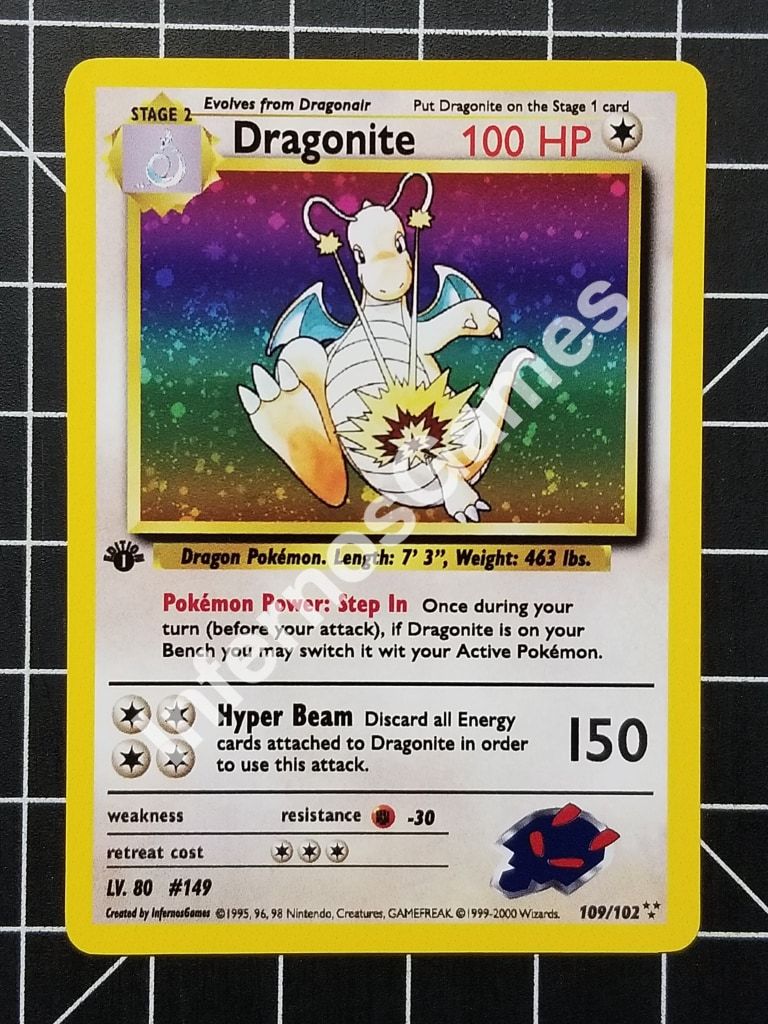 Evolves from Dragonair Put Dragonite on the Stage 1 card
STAGE 2
Dragonite 100 HP
EDITION
1
Dragon Pokémon. Length: 7' 3", Weight: 463 lbs.
Pokémon Power: Step In Once during your
turn (before your attack), if Dragonite is on your
Bench you may switch it wit your Active Pokémon.
Hyper Beam Discard all Energy
cards attached to Dragonite in order
to use this attack.
150
weakness resistance -30
retreat cost
LV. 80 #149
Created by InfernosGames ©1995, 96, 98 Nintendo, Creatures, GAMEFREAK. ©1999-2000 Wizards. 109/102
InfernosGames